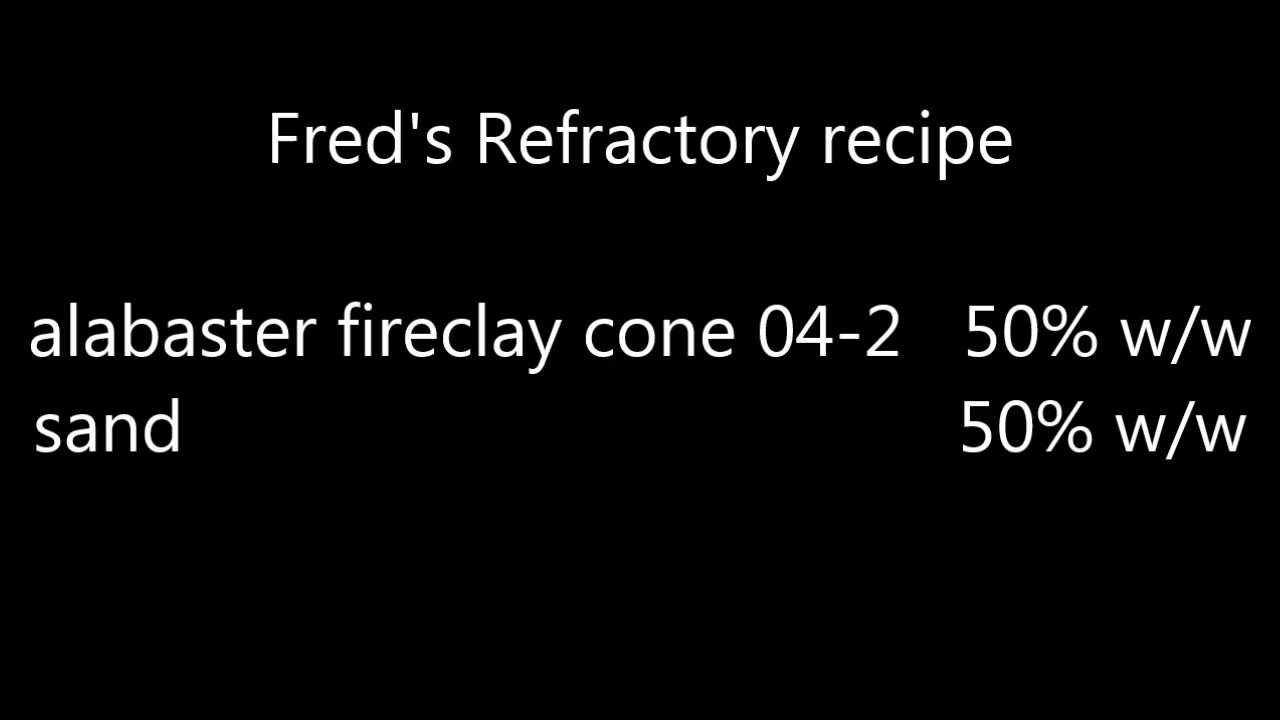 Fred's Refractory recipe
alabaster fireclay cone 04-2 50% w/w
sand 50% w/w